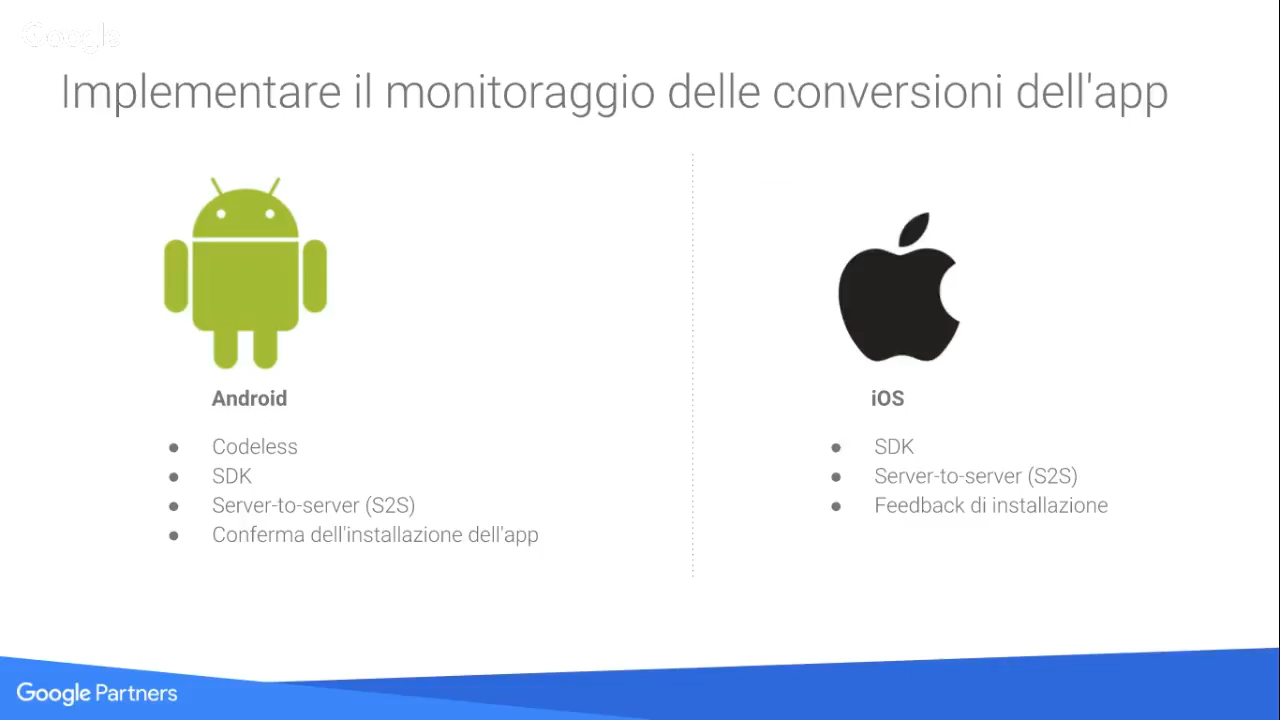 Google
Implementare il monitoraggio delle conversioni dell'app
Android
Codeless
SDK
Server-to-server (S2S)
Conferma dell'installazione dell'app
iOS
SDK
Server-to-server (S2S)
Feedback di installazione
Google Partners